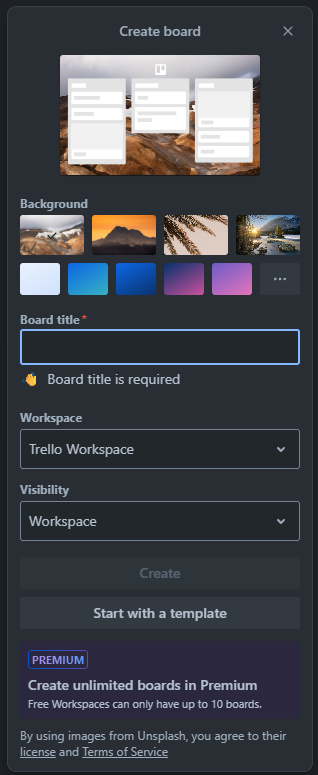 Create board
Background
Board title*
👋 Board title is required
Workspace
Trello Workspace
Visibility
Workspace
Create
Start with a template
PREMIUM
Create unlimited boards in Premium
Free Workspaces can only have up to 10 boards.
By using images from Unsplash, you agree to their
license and Terms of Service